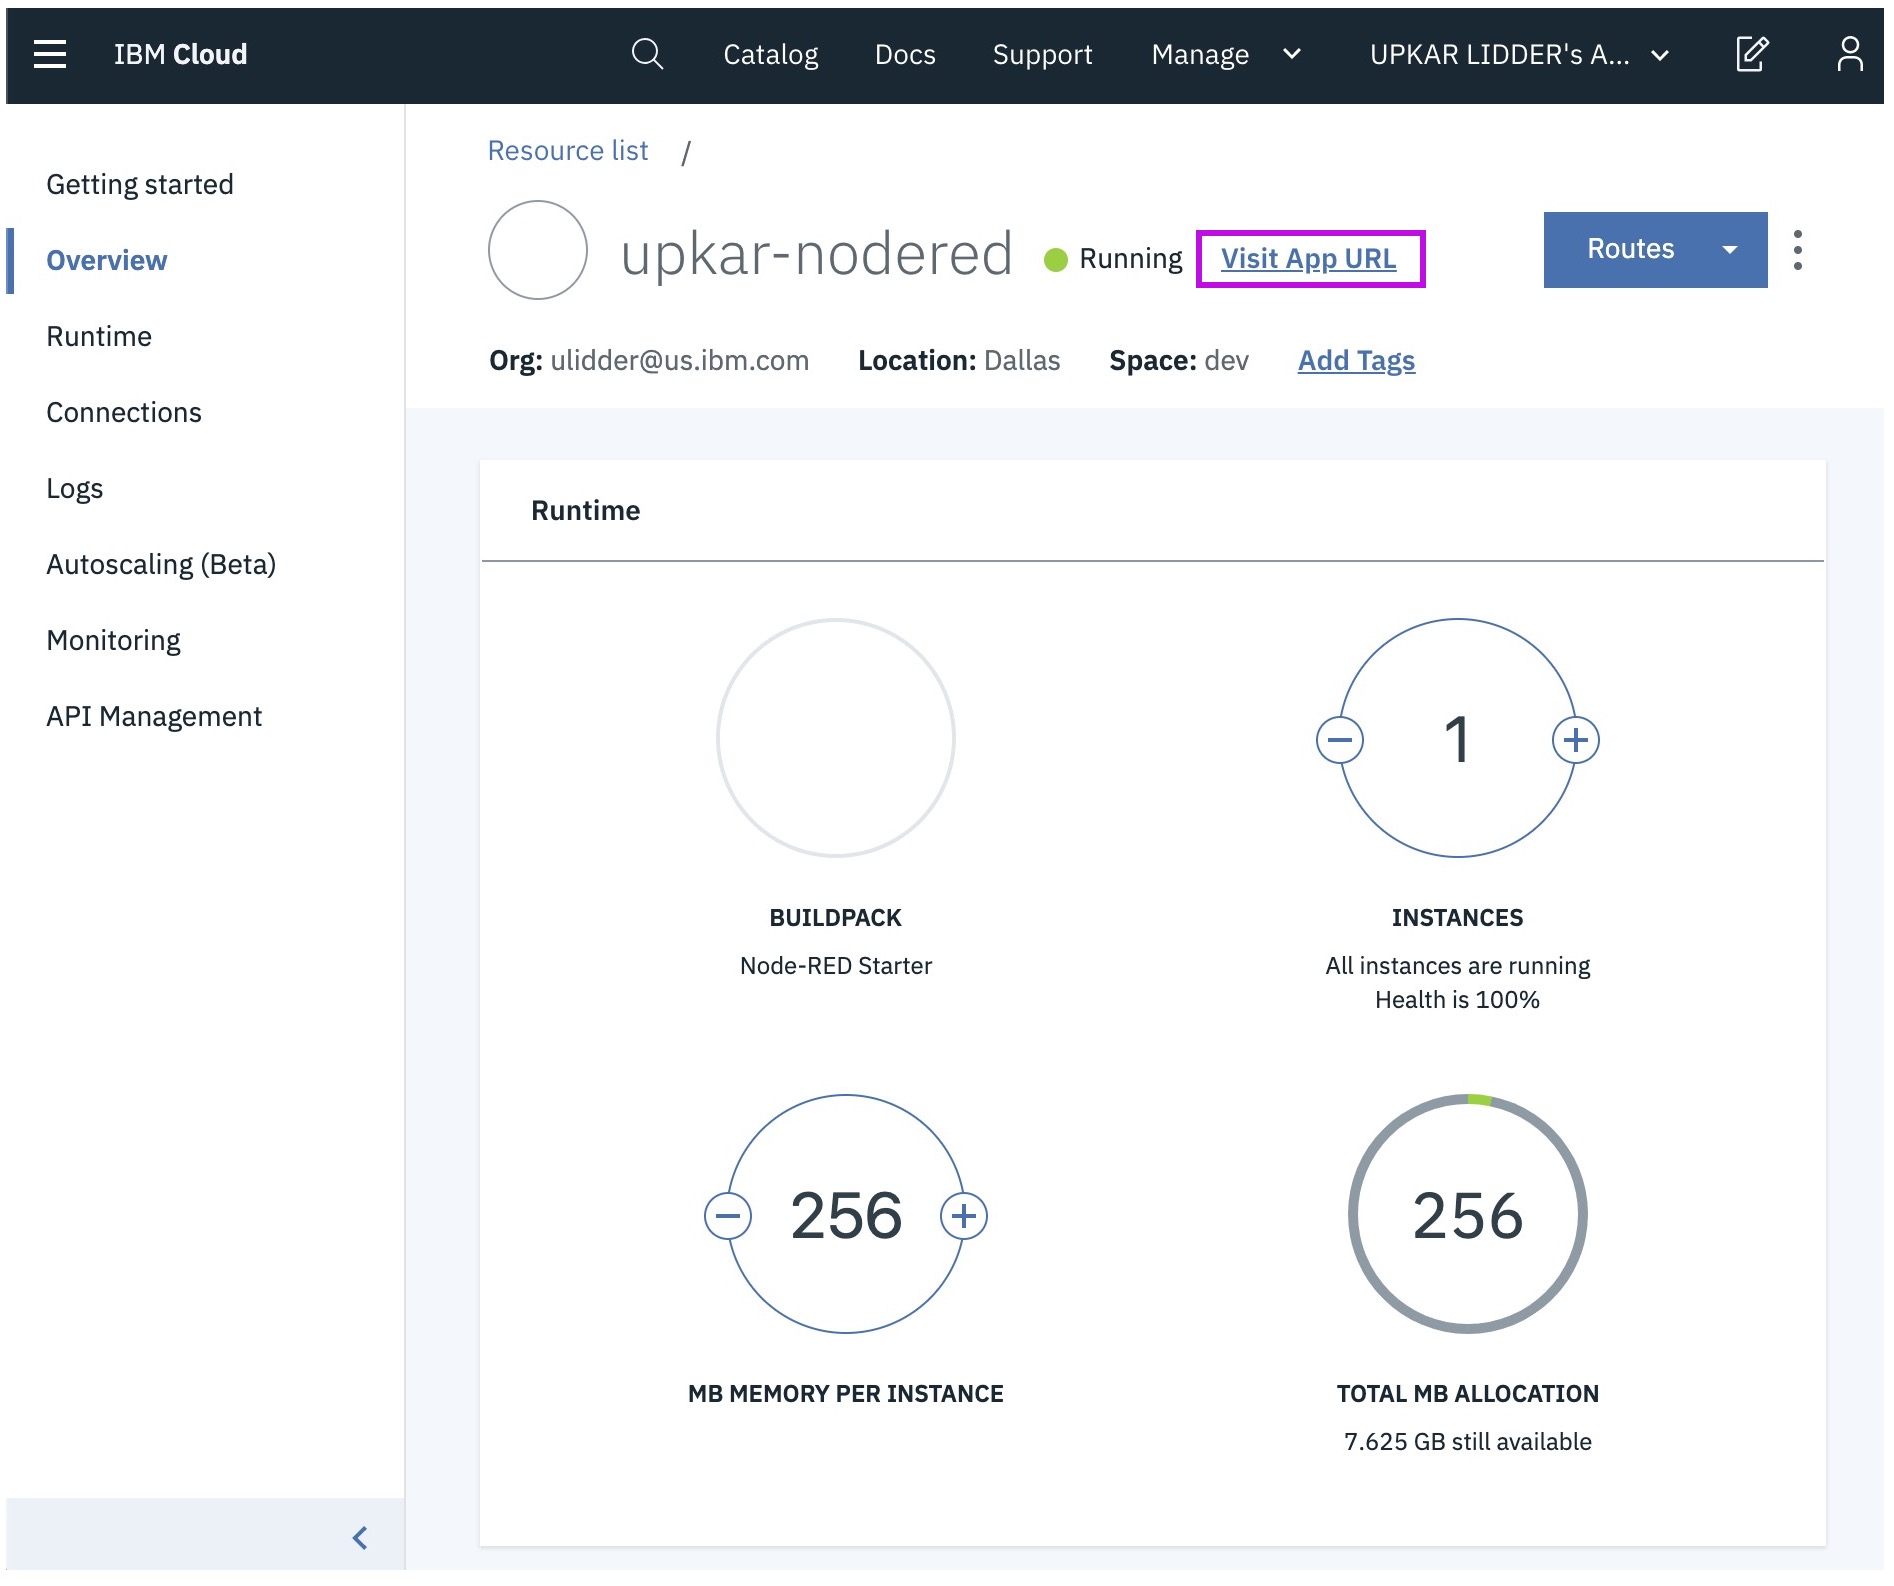 IBM Cloud Catalog Docs Support Manage UPKAR LIDDER's A...
Getting started
Overview
Runtime
Connections
Logs
Autoscaling (Beta)
Monitoring
API Management
Resource list /
upkar-nodered Running Visit App URL Routes
Org: ulidder@us.ibm.com Location: Dallas Space: dev Add Tags
Runtime
1
BUILDPACK
Node-RED Starter
INSTANCES
All instances are running
Health is 100%
256
MB MEMORY PER INSTANCE
256
TOTAL MB ALLOCATION
7.625 GB still available